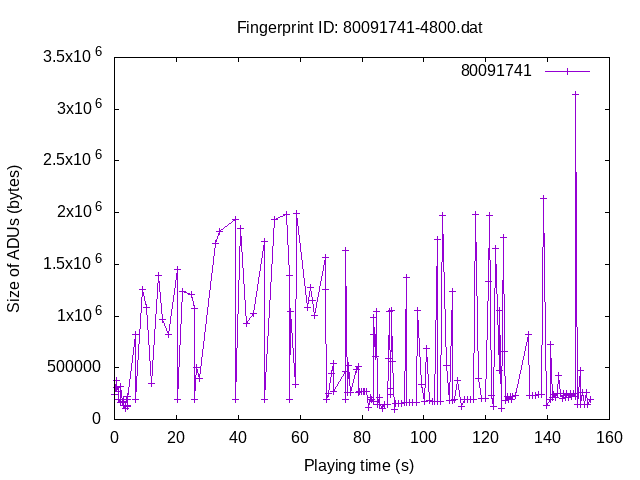 Fingerprint ID: 80091741-4800.dat
80091741
3.5x10^6
3x10^6
2.5x10^6
2x10^6
1.5x10^6
1x10^6
500000
0
Size of ADUs (bytes)
0 20 40 60 80 100 120 140 160
Playing time (s)